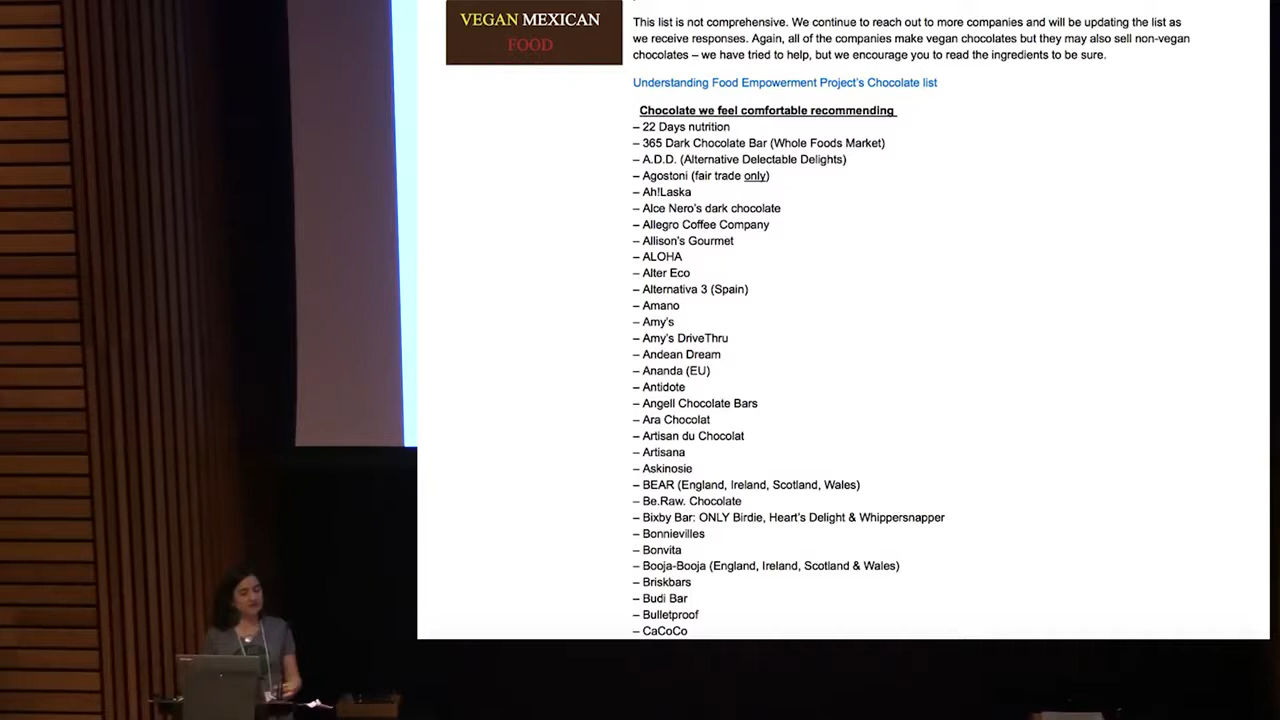 VEGAN MEXICAN
FOOD
This list is not comprehensive. We continue to reach out to more companies and will be updating the list as
we receive responses. Again, all of the companies make vegan chocolates but they may also sell non-vegan
chocolates – we have tried to help, but we encourage you to read the ingredients to be sure.
Understanding Food Empowerment Project's Chocolate list
Chocolate we feel comfortable recommending
– 22 Days nutrition
– 365 Dark Chocolate Bar (Whole Foods Market)
– A.D.D. (Alternative Delectable Delights)
– Agostoni (fair trade only)
– Ah!Laska
– Alce Nero's dark chocolate
– Allegro Coffee Company
– Allison's Gourmet
– ALOHA
– Alter Eco
– Alternativa 3 (Spain)
– Amano
– Amy's
– Amy's DriveThru
– Andean Dream
– Ananda (EU)
– Antidote
– Angell Chocolate Bars
– Ara Chocolat
– Artisan du Chocolat
– Artisana
– Askinosie
– BEAR (England, Ireland, Scotland, Wales)
– Be.Raw. Chocolate
– Bixby Bar: ONLY Birdie, Heart's Delight & Whippersnapper
– Bonnievilles
– Bonvita
– Booja-Booja (England, Ireland, Scotland & Wales)
– Briskbars
– Budi Bar
– Bulletproof
– CaCoCo